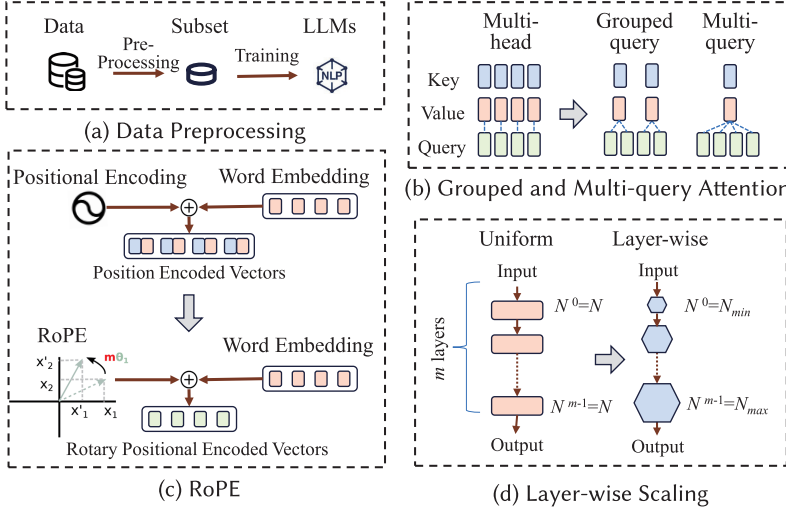 Data
Subset
LLMs
Pre-
Processing
Training
NLP
(a) Data Preprocessing
Multi-
head
Grouped
query
Multi-
query
Key
Value
Query
(b) Grouped and Multi-query Attention
Positional Encoding
Word Embedding
Position Encoded Vectors
RoPE
mθ₁
x'₂
x₂
x'₁
x₁
Word Embedding
Rotary Positional Encoded Vectors
(c) RoPE
Uniform
Layer-wise
Input
Input
N⁰=N
N⁰=Nₘᵢₙ
m layers
Nᵐ⁻¹=N
Nᵐ⁻¹=Nₘₐₓ
Output
Output
(d) Layer-wise Scaling